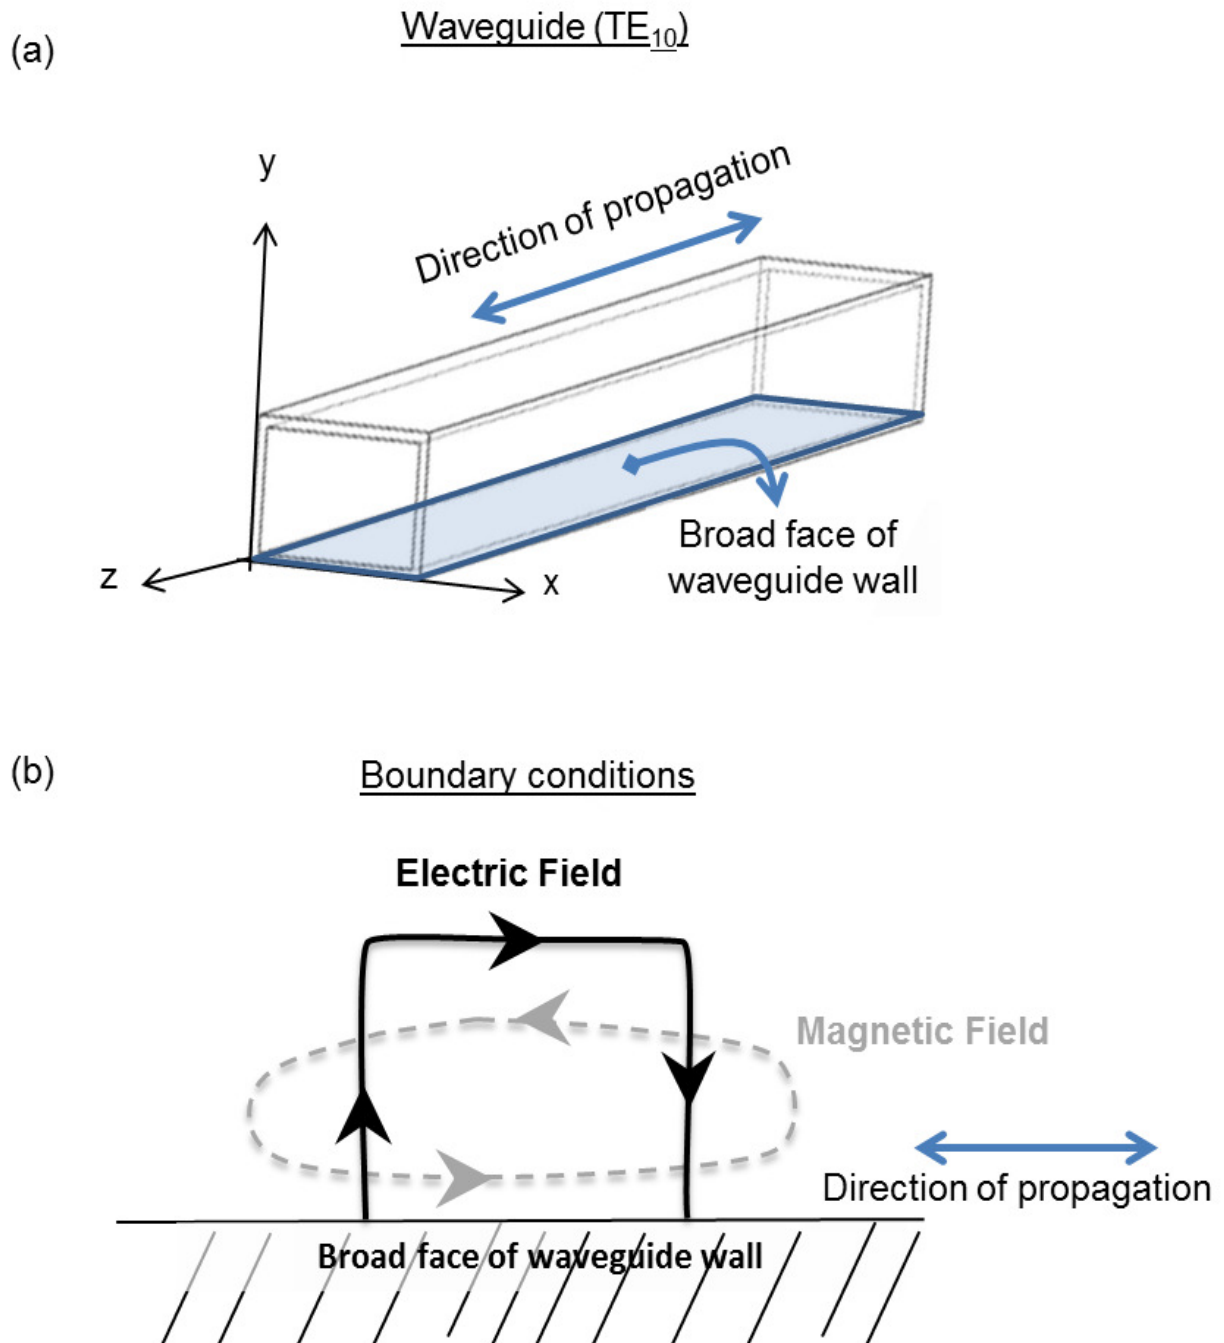 (a)
Waveguide (TE10)
y
Direction of propagation
z
x
Broad face of
waveguide wall
(b)
Boundary conditions
Electric Field
Magnetic Field
Direction of propagation
Broad face of waveguide wall